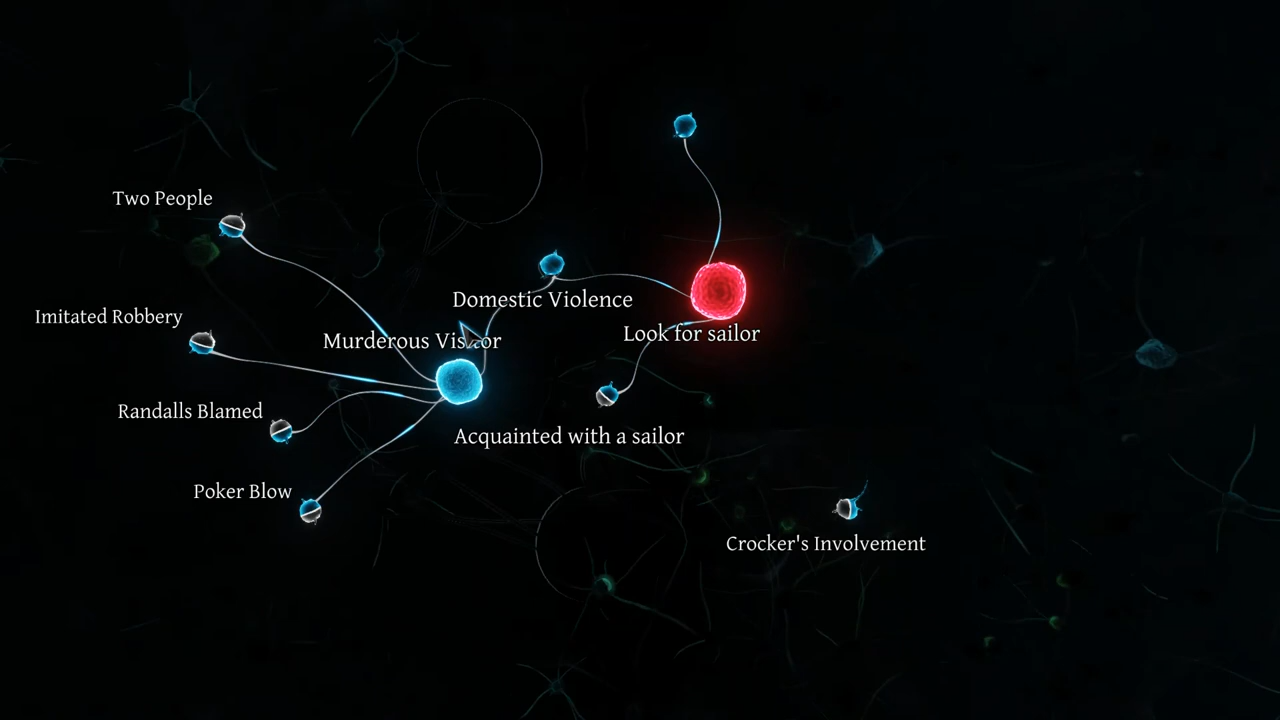 Two People
Domestic Violence
Imitated Robbery
Look for sailor
Murderous Visitor
Randalls Blamed
Acquainted with a sailor
Poker Blow
Crocker's Involvement